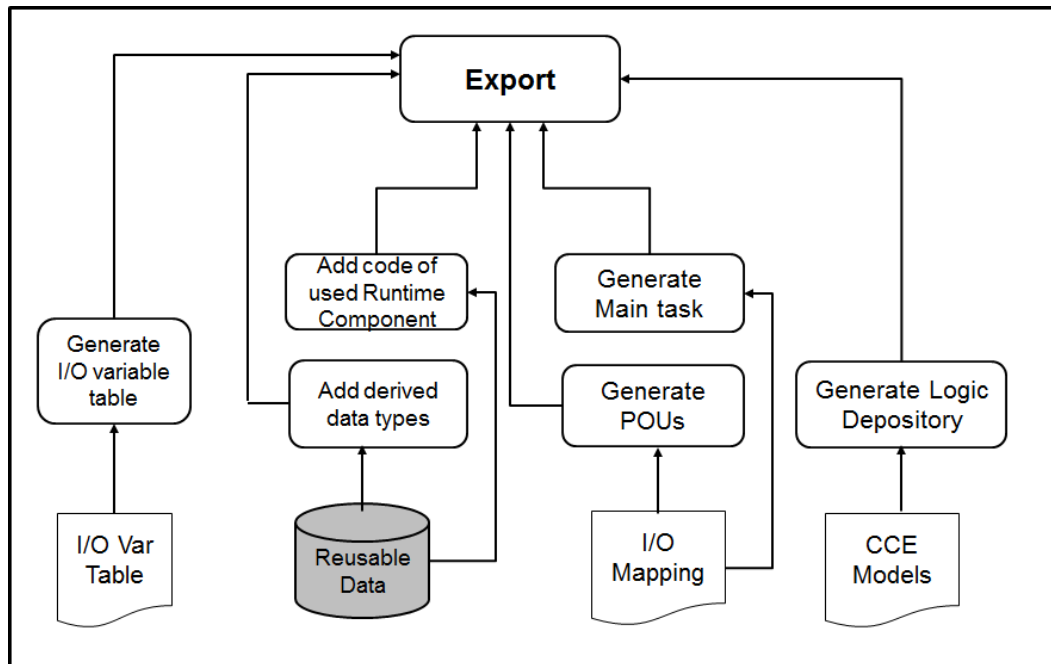 Export
Add code of
used Runtime
Component
Generate
Main task
Generate
I/O variable
table
Add derived
data types
Generate
POUs
Generate Logic
Depository
I/O Var
Table
Reusable
Data
I/O
Mapping
CCE
Models